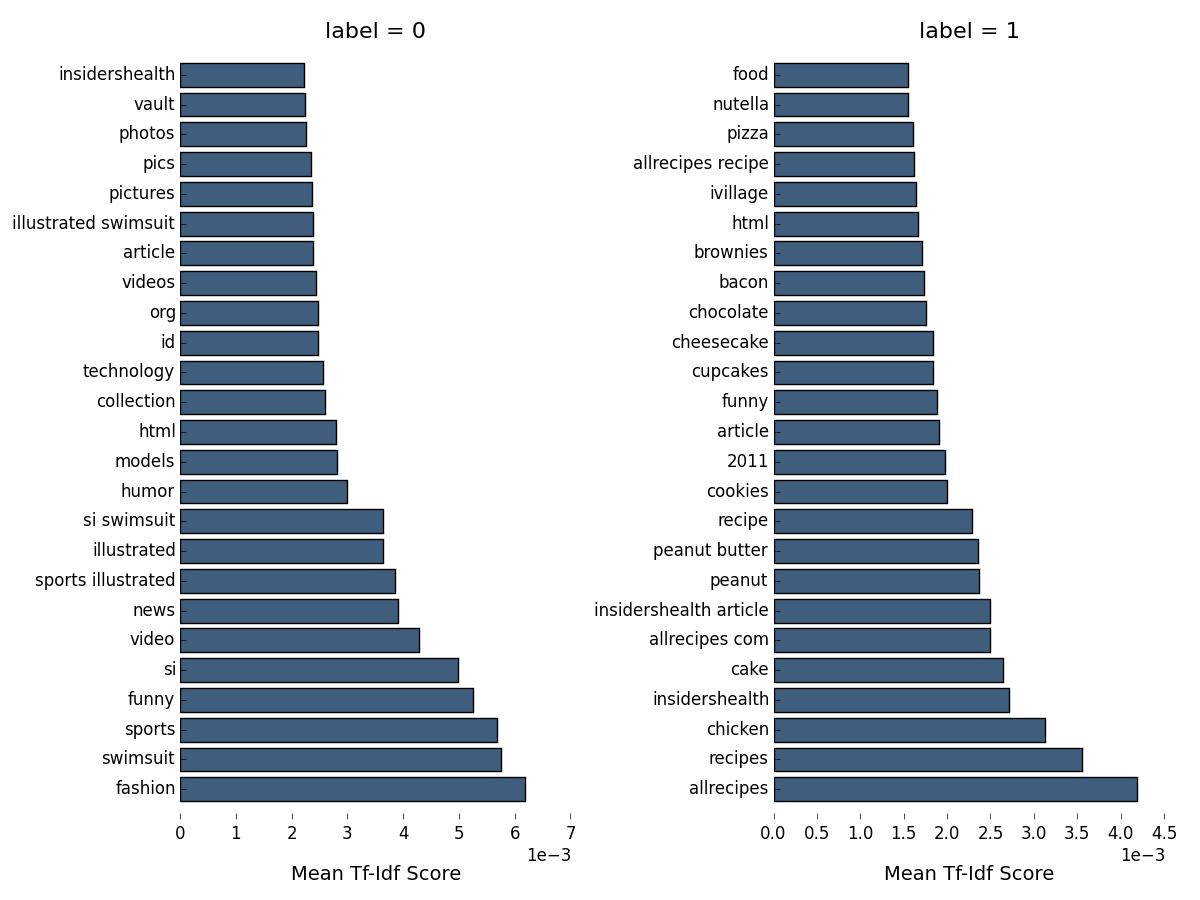 label = 0
insidershealth
vault
photos
pics
pictures
illustrated swimsuit
article
videos
org
id
technology
collection
html
models
humor
si swimsuit
illustrated
sports illustrated
news
video
si
funny
sports
swimsuit
fashion
0 1 2 3 4 5 6 7
1e−3
Mean Tf-Idf Score
label = 1
food
nutella
pizza
allrecipes recipe
ivillage
html
brownies
bacon
chocolate
cheesecake
cupcakes
funny
article
2011
cookies
recipe
peanut butter
peanut
insidershealth article
allrecipes com
cake
insidershealth
chicken
recipes
allrecipes
0.0 0.5 1.0 1.5 2.0 2.5 3.0 3.5 4.0 4.5
1e−3
Mean Tf-Idf Score